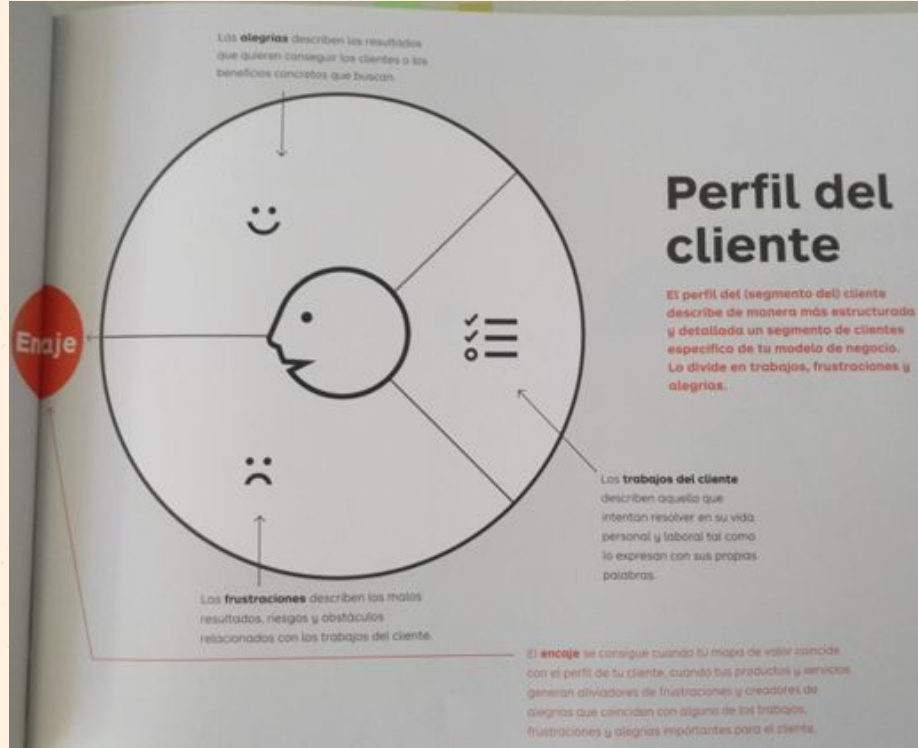 Las alegrías describen los resultados
que quieren conseguir los clientes o los
beneficios concretos que buscan.
Perfil del
cliente
El perfil del (segmento del) cliente
describe de manera más estructurada
y detallada un segmento de clientes
específico de tu modelo de negocio.
Lo divide en trabajos, frustraciones y
alegrías.
Enaje
Los trabajos del cliente
describen aquello que
intentan resolver en su vida
personal y laboral tal como
lo expresan con sus propias
palabras.
Las frustraciones describen los malos
resultados, riesgos y obstáculos
relacionados con los trabajos del cliente.
El encaje se consigue cuando tu mapa de valor coincide
con el perfil de tu cliente, cuando tus productos y servicios
generan aliviadores de frustraciones y creadores de
alegrías que coinciden con alguno de los trabajos,
frustraciones y alegrías importantes para el cliente.